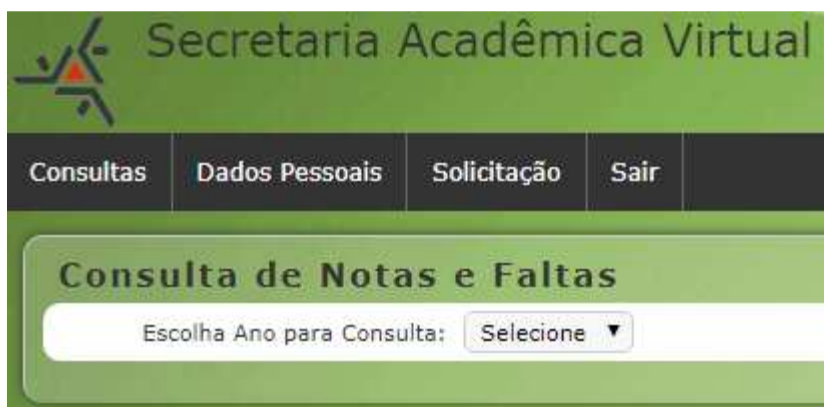 Secretaria Acadêmica Virtual
Consultas Dados Pessoais Solicitação Sair
Consulta de Notas e Faltas
Escolha Ano para Consulta: Selecione